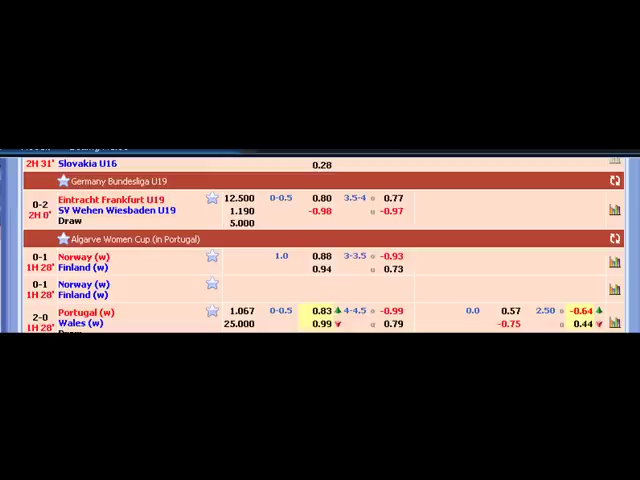 2H 31' Slovakia U16 0.28
Germany Bundesliga U19
0-2 Eintracht Frankfurt U19 12.500 0-0.5 0.80 3.5-4 o 0.77
2H 0' SV Wehen Wiesbaden U19 1.190 -0.98 u -0.97
Draw 5.000
Algarve Women Cup (in Portugal)
0-1 Norway (w) 1.0 0.88 3-3.5 o -0.93
1H 28' Finland (w) 0.94 u 0.73
0-1 Norway (w)
1H 28' Finland (w)
2-0 Portugal (w) 1.067 0-0.5 0.83 4-4.5 o -0.99 0.0 0.57 2.50 o -0.64
1H 28' Wales (w) 25.000 0.99 u 0.79 -0.75 u 0.44